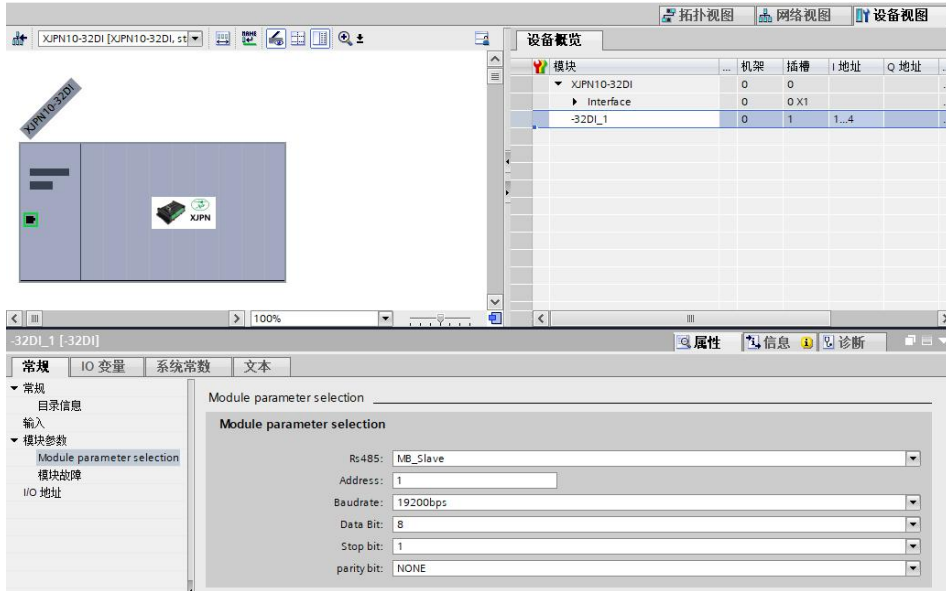 拓扑视图 网络视图 设备视图
XJPN10-32DI [XJPN10-32DI, st
设备概览
模块 ... 机架 插槽 I 地址 Q 地址 ...
XJPN10-32DI 0 0
Interface 0 0 X1
-32DI_1 0 1 1...4
XJPN10-32DI
XJPN
100%
-32DI_1 [-32DI]
属性 信息 诊断
常规 IO 变量 系统常数 文本
常规
目录信息
输入
模块参数
Module parameter selection
模块故障
I/O 地址
Module parameter selection
Module parameter selection
Rs485: MB_Slave
Address: 1
Baudrate: 19200bps
Data Bit: 8
Stop bit: 1
parity bit: NONE